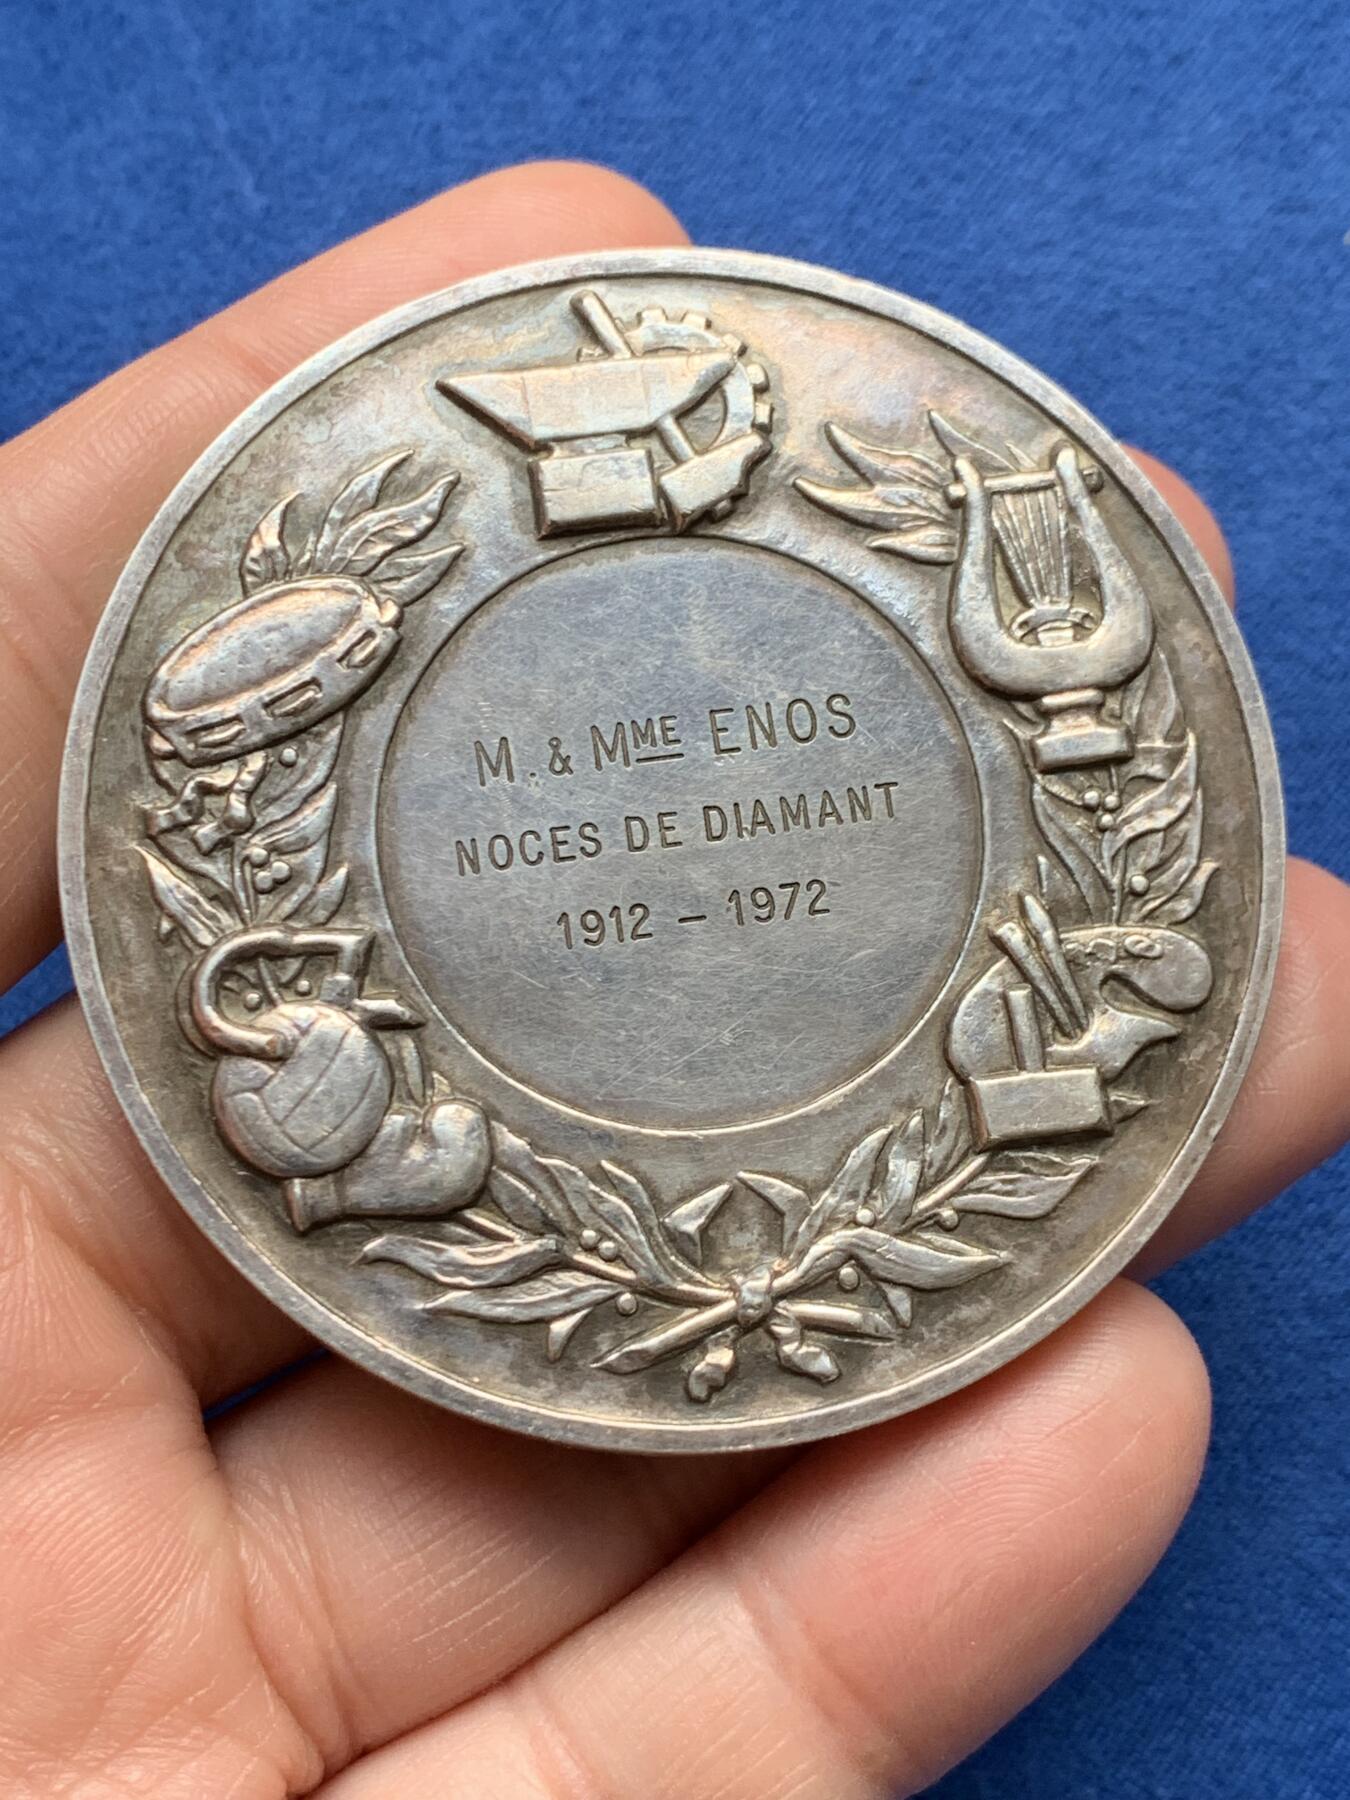 M. & MME ENOS
NOCES DE DIAMANT
1912 – 1972